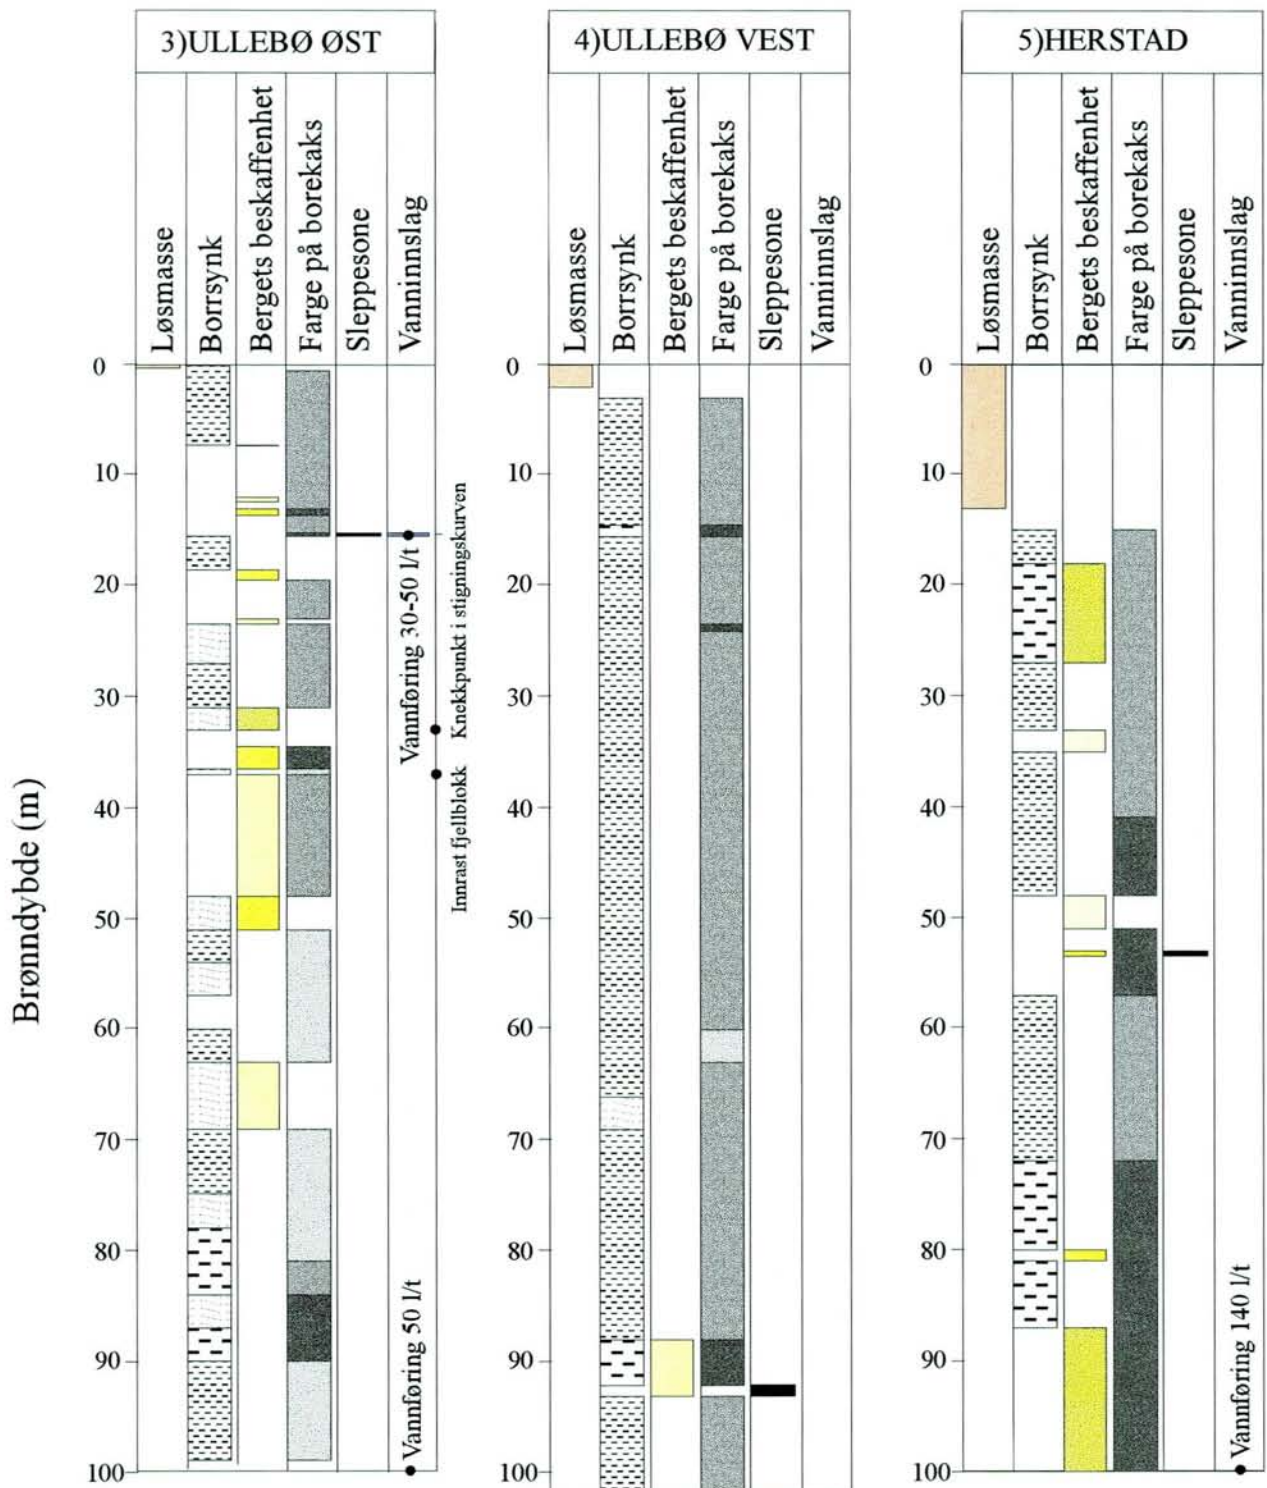 3)ULLEBØ ØST
Løsmasse
Borrsynk
Bergets beskaffenhet
Farge på borekaks
Sleppesone
Vanninnslag
4)ULLEBØ VEST
Løsmasse
Borrsynk
Bergets beskaffenhet
Farge på borekaks
Sleppesone
Vanninnslag
5)HERSTAD
Løsmasse
Borrsynk
Bergets beskaffenhet
Farge på borekaks
Sleppesone
Vanninnslag
Brønndybde (m)
0
10
20
30
40
50
60
70
80
90
100
Vannføring 30-50 l/t
Knekkpunkt i stigningskurven
Innrast fjellblokk
Vannføring 50 l/t
0
10
20
30
40
50
60
70
80
90
100
0
10
20
30
40
50
60
70
80
90
100
Vannføring 140 l/t